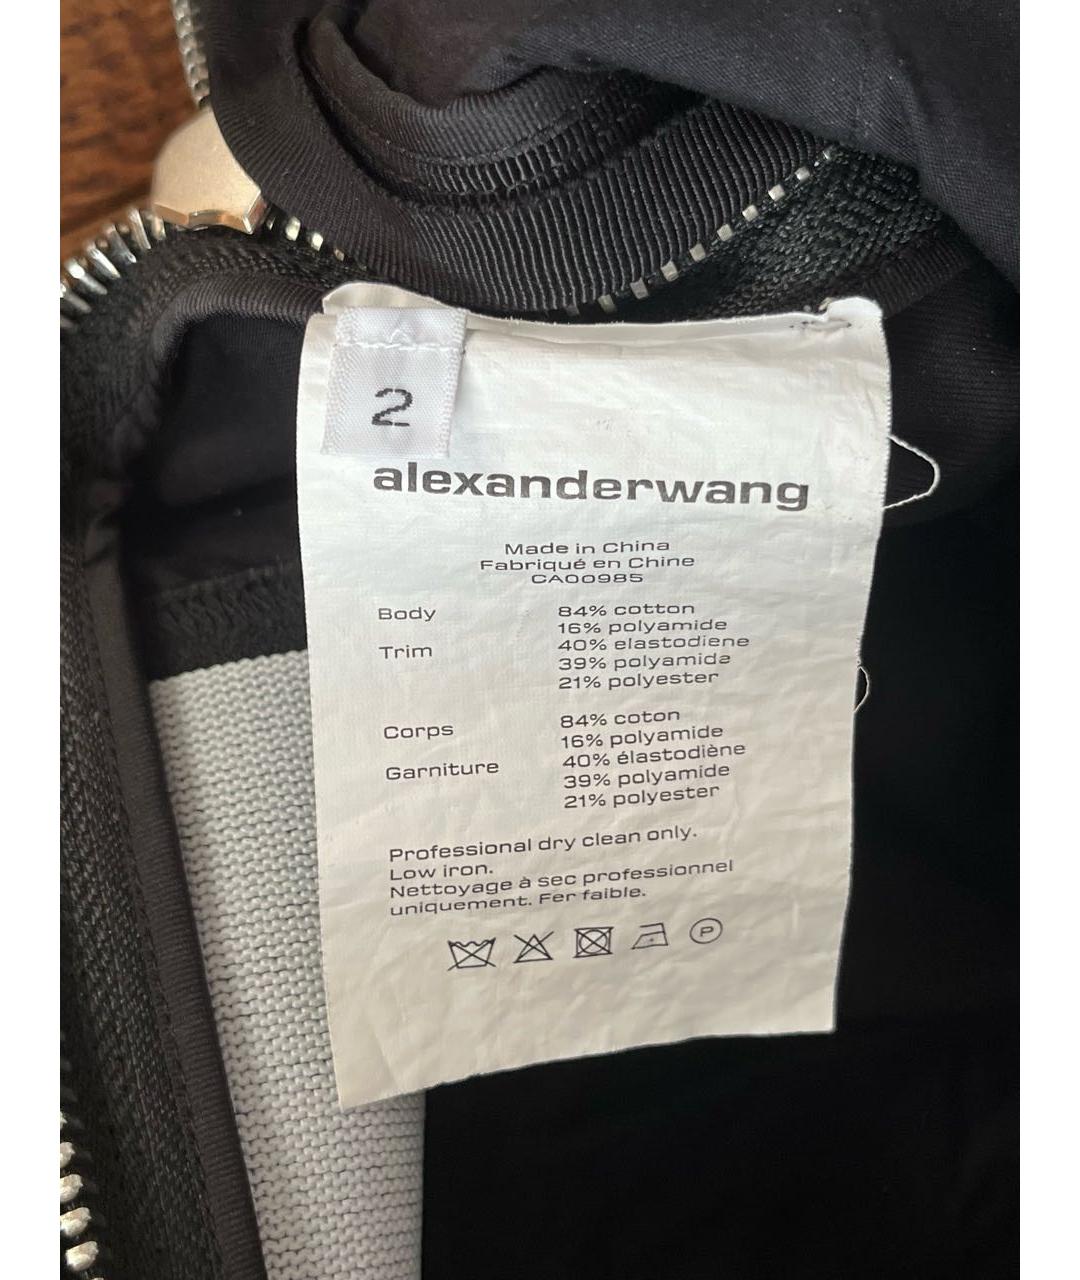 2
alexanderwang
Made in China
Fabriqué en Chine
CA00985
Body 84% cotton
16% polyamide
Trim 40% elastodiene
39% polyamide
21% polyester
Corps 84% coton
16% polyamide
Garniture 40% élastodiène
39% polyamide
21% polyester
Professional dry clean only.
Low iron.
Nettoyage à sec professionnel
uniquement. Fer faible.
P